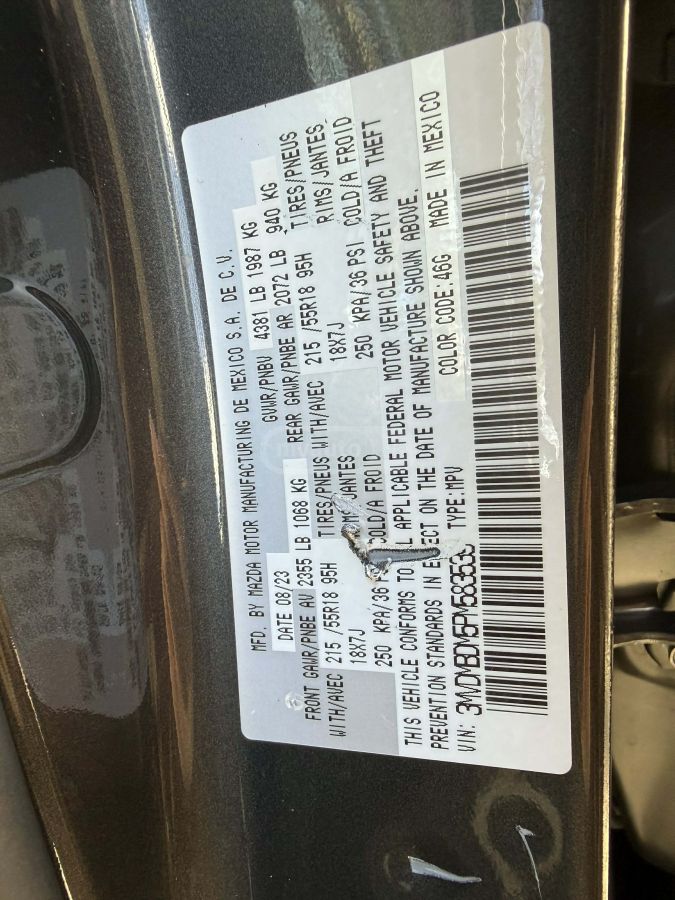 MFD. BY MAZDA MOTOR MANUFACTURING DE MEXICO S.A. DE C.V.
DATE 08/23 GVWR/PNBV 4381 LB 1987 KG
FRONT GAWR/PNBE AV 2355 LB 1068 KG REAR GAWR/PNBE AR 2072 LB 940 KG
WITH/AVEC 215 /55R18 95H TIRES/PNEUS WITH/AVEC 215 /55R18 95H TIRES/PNEUS
18X7J JANTES 18X7J RIMS/JANTES
250 KPA/36 COLD/A FROID 250 KPA/36 PSI COLD/A FROID
THIS VEHICLE CONFORMS TO APPLICABLE FEDERAL MOTOR VEHICLE SAFETY AND THEFT
PREVENTION STANDARDS IN EFFECT ON THE DATE OF MANUFACTURE SHOWN ABOVE.
VIN: 3MVDMBDM5PM583539 TYPE:MPV COLOR CODE:46G MADE IN MEXICO